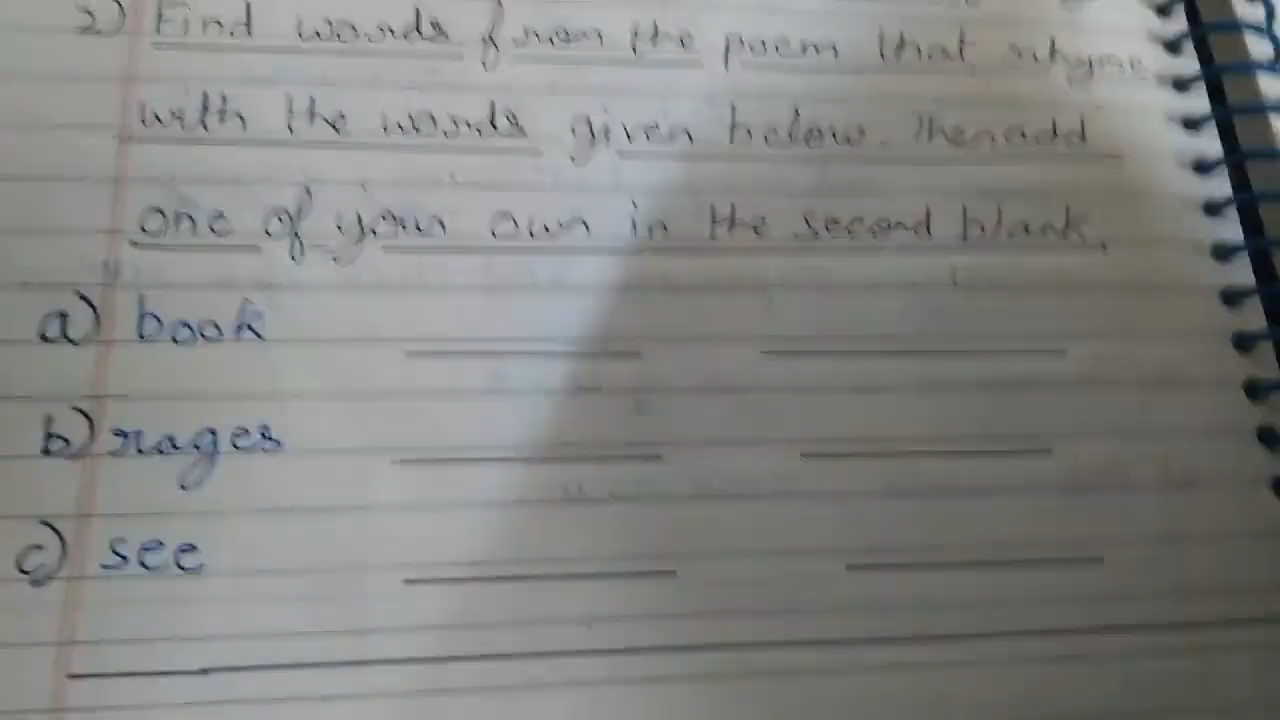 2) Find words from the poem that rhyme
with the words given below. Then add
one of your own in the second blank.
a) book
b) rages
c) see